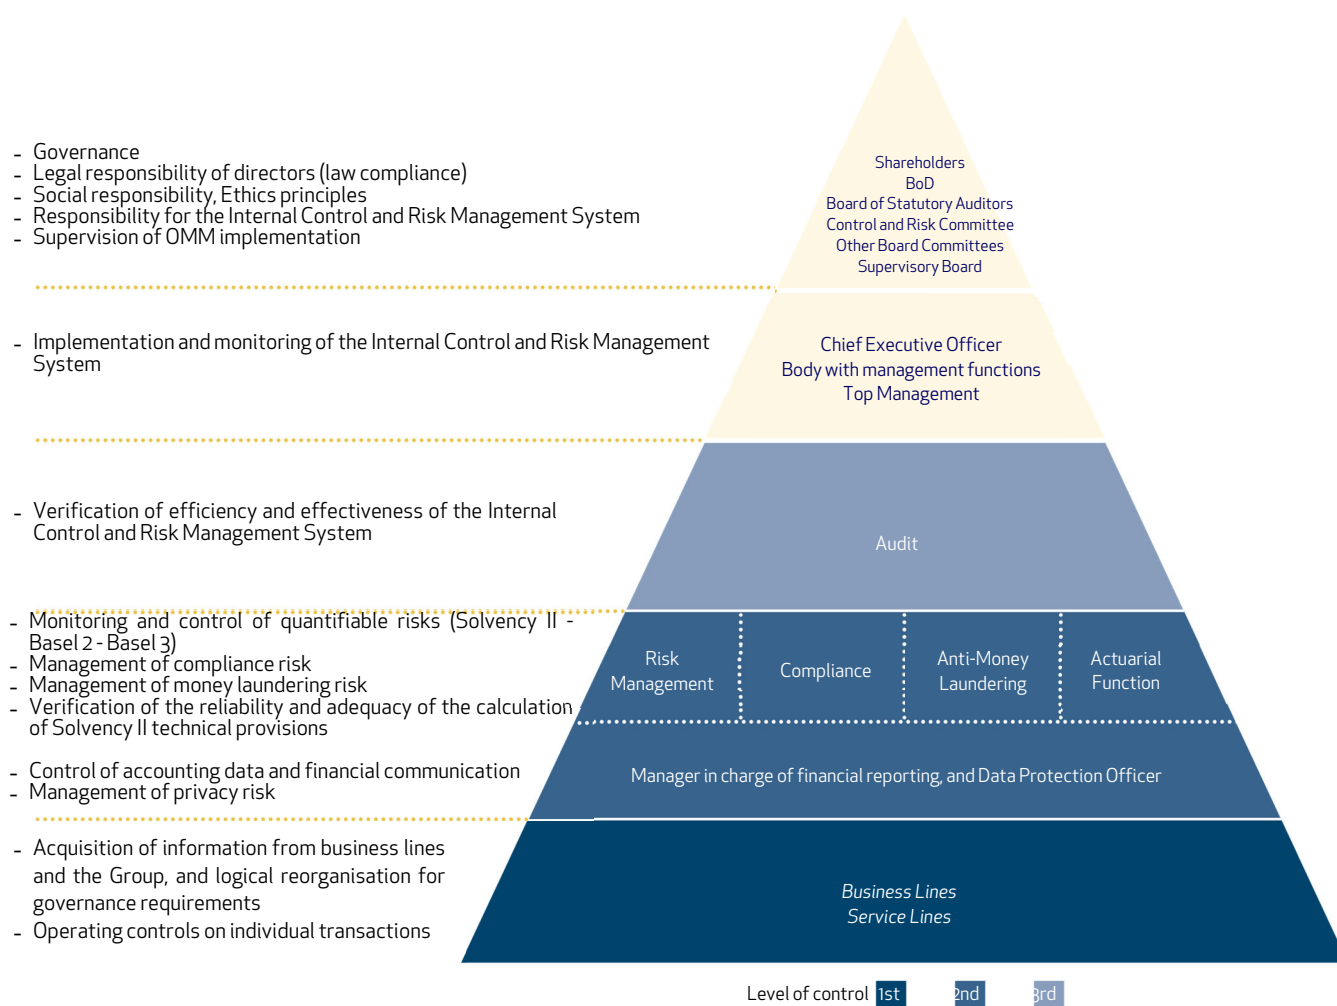 - Governance
- Legal responsibility of directors (law compliance)
- Social responsibility, Ethics principles
- Responsibility for the Internal Control and Risk Management System
- Supervision of OMM implementation
Shareholders
BoD
Board of Statutory Auditors
Control and Risk Committee
Other Board Committees
Supervisory Board
- Implementation and monitoring of the Internal Control and Risk Management
System
Chief Executive Officer
Body with management functions
Top Management
- Verification of efficiency and effectiveness of the Internal
Control and Risk Management System
Audit
- Monitoring and control of quantifiable risks (Solvency II -
Basel 2 - Basel 3)
- Management of compliance risk
- Management of money laundering risk
- Verification of the reliability and adequacy of the calculation
of Solvency II technical provisions
Risk
Management
Compliance
Anti-Money
Laundering
Actuarial
Function
- Control of accounting data and financial communication
- Management of privacy risk
Manager in charge of financial reporting, and Data Protection Officer
- Acquisition of information from business lines
and the Group, and logical reorganisation for
governance requirements
- Operating controls on individual transactions
Business Lines
Service Lines
Level of control 1st 2nd 3rd